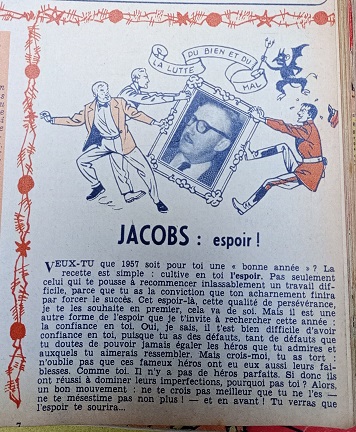 LA LUTTE DU BIEN ET DU MAL
JACOBS : espoir !
VEUX-TU que 1957 soit pour toi une « bonne année » ? La
recette est simple : cultive en toi l'espoir. Pas seulement
celui qui te pousse à recommencer inlassablement un travail dif-
ficile, parce que tu as la conviction que ton acharnement finira
par forcer le succès. Cet espoir-là, cette qualité de persévérance,
je te les souhaite en premier, cela va de soi. Mais il est une
autre forme de l'espoir que je t'invite à rechercher cette année :
la confiance en toi. Oui, je sais, il t'est bien difficile d'avoir
confiance en toi, puisque tu as des défauts, tant de défauts que
tu doutes de pouvoir jamais égaler les héros que tu admires et
auxquels tu aimerais ressembler. Mais crois-moi, tu as tort :
n'oublie pas que ces fameux héros ont eu eux aussi leurs fai-
blesses. Comme toi. Il n'y a pas de héros parfaits. Si donc ils
ont réussi à dominer leurs imperfections, pourquoi pas toi ? Alors,
un bon mouvement : ne te crois pas meilleur que tu ne l'es —
ne te mésestime pas non plus ! — et en avant ! Tu verras que
l'espoir te sourira...
7